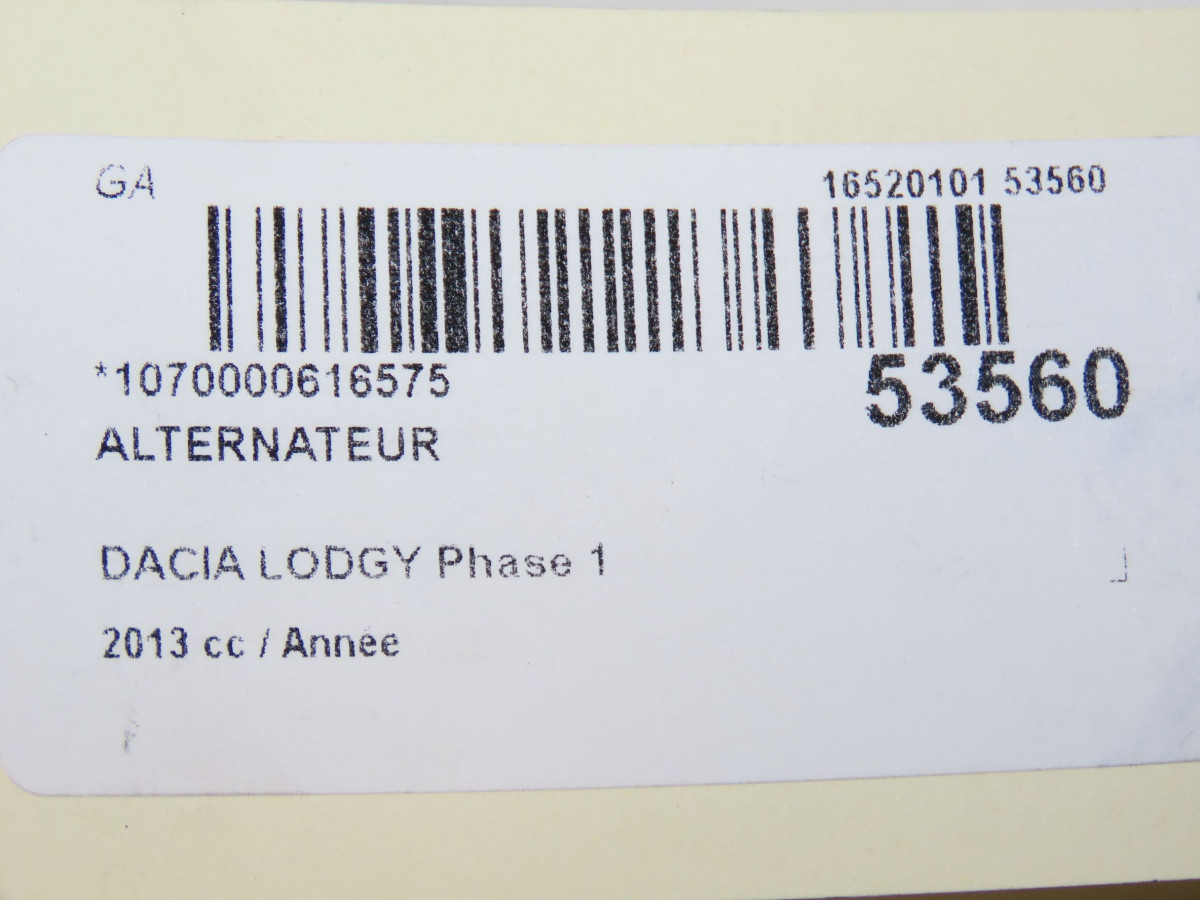 GA 16520101 53560
*1070000616575 53560
ALTERNATEUR
DACIA LODGY Phase 1
2013 cc / Année